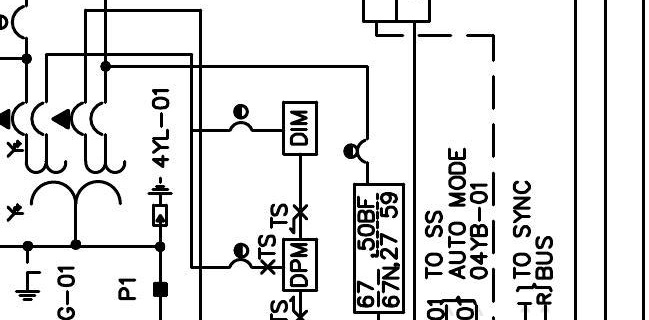 4YL-01
DIM
TS
TS
DPM
TS
G-01
P1
67 50BF
67N,27 59
TO SS
AUTO MODE
04YB-01
TO SYNC
BUS
01
01